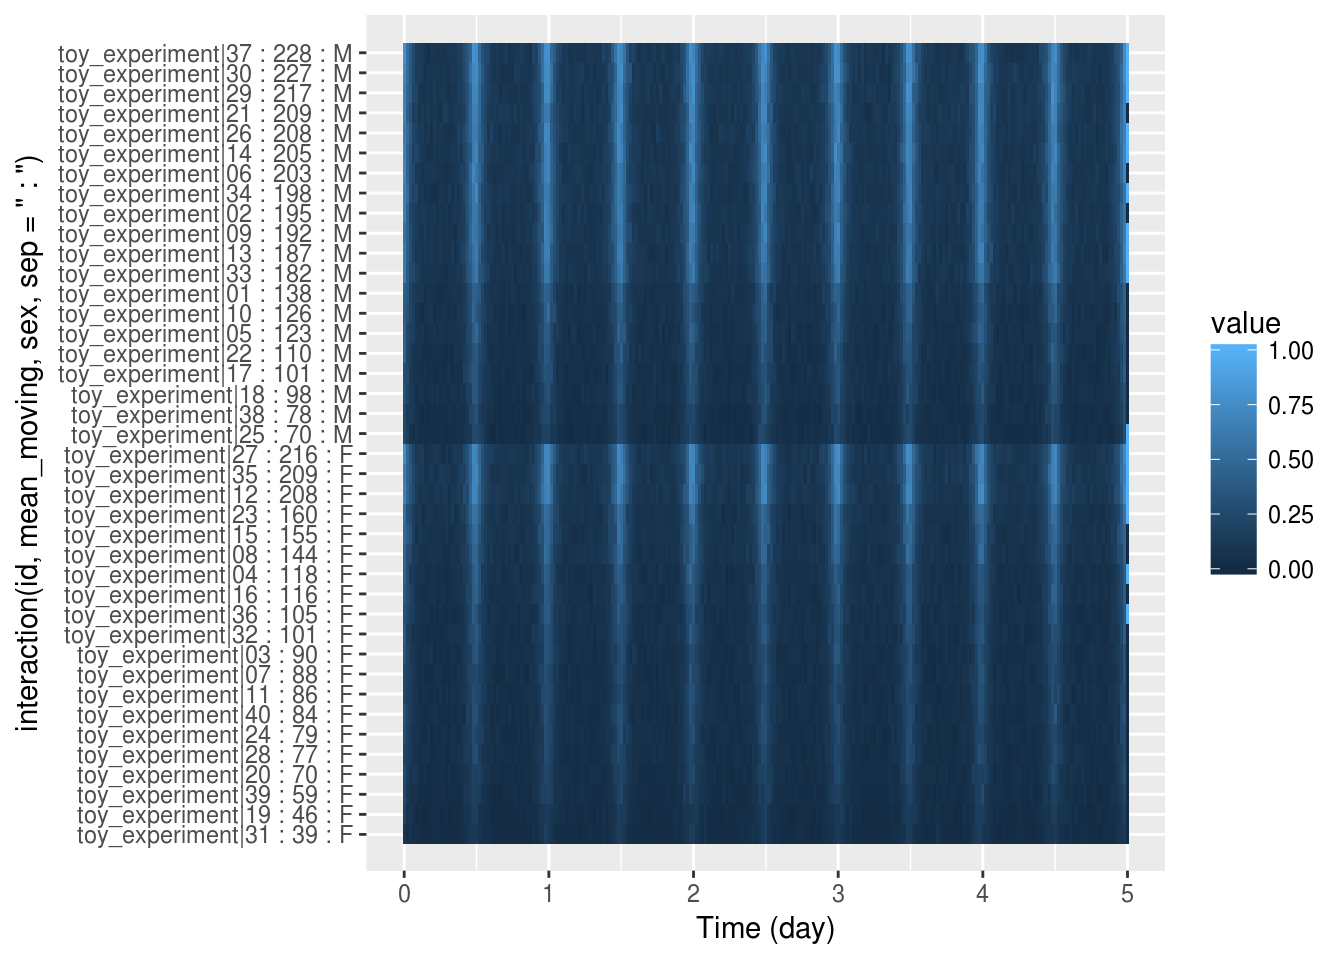 interaction(id, mean_moving, sex, sep = " : ")
toy_experiment|37 : 228 : M
toy_experiment|30 : 227 : M
toy_experiment|29 : 217 : M
toy_experiment|21 : 209 : M
toy_experiment|26 : 208 : M
toy_experiment|14 : 205 : M
toy_experiment|06 : 203 : M
toy_experiment|34 : 198 : M
toy_experiment|02 : 195 : M
toy_experiment|09 : 192 : M
toy_experiment|13 : 187 : M
toy_experiment|33 : 182 : M
toy_experiment|01 : 138 : M
toy_experiment|10 : 126 : M
toy_experiment|05 : 123 : M
toy_experiment|22 : 110 : M
toy_experiment|17 : 101 : M
toy_experiment|18 : 98 : M
toy_experiment|38 : 78 : M
toy_experiment|25 : 70 : M
toy_experiment|27 : 216 : F
toy_experiment|35 : 209 : F
toy_experiment|12 : 208 : F
toy_experiment|23 : 160 : F
toy_experiment|15 : 155 : F
toy_experiment|08 : 144 : F
toy_experiment|04 : 118 : F
toy_experiment|16 : 116 : F
toy_experiment|36 : 105 : F
toy_experiment|32 : 101 : F
toy_experiment|03 : 90 : F
toy_experiment|07 : 88 : F
toy_experiment|11 : 86 : F
toy_experiment|40 : 84 : F
toy_experiment|24 : 79 : F
toy_experiment|28 : 77 : F
toy_experiment|20 : 70 : F
toy_experiment|39 : 59 : F
toy_experiment|19 : 46 : F
toy_experiment|31 : 39 : F
0 1 2 3 4 5
Time (day)
value
1.00
0.75
0.50
0.25
0.00